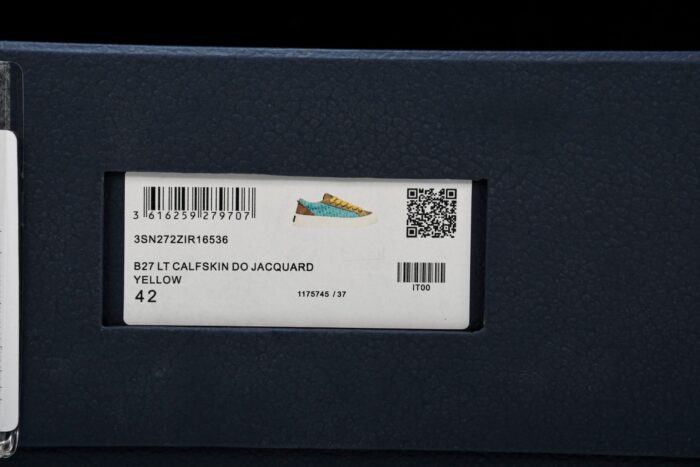 3 616259 279707
3SN272ZIR16536
B27 LT CALFSKIN DO JACQUARD
YELLOW
42
1175745 / 37
IT00